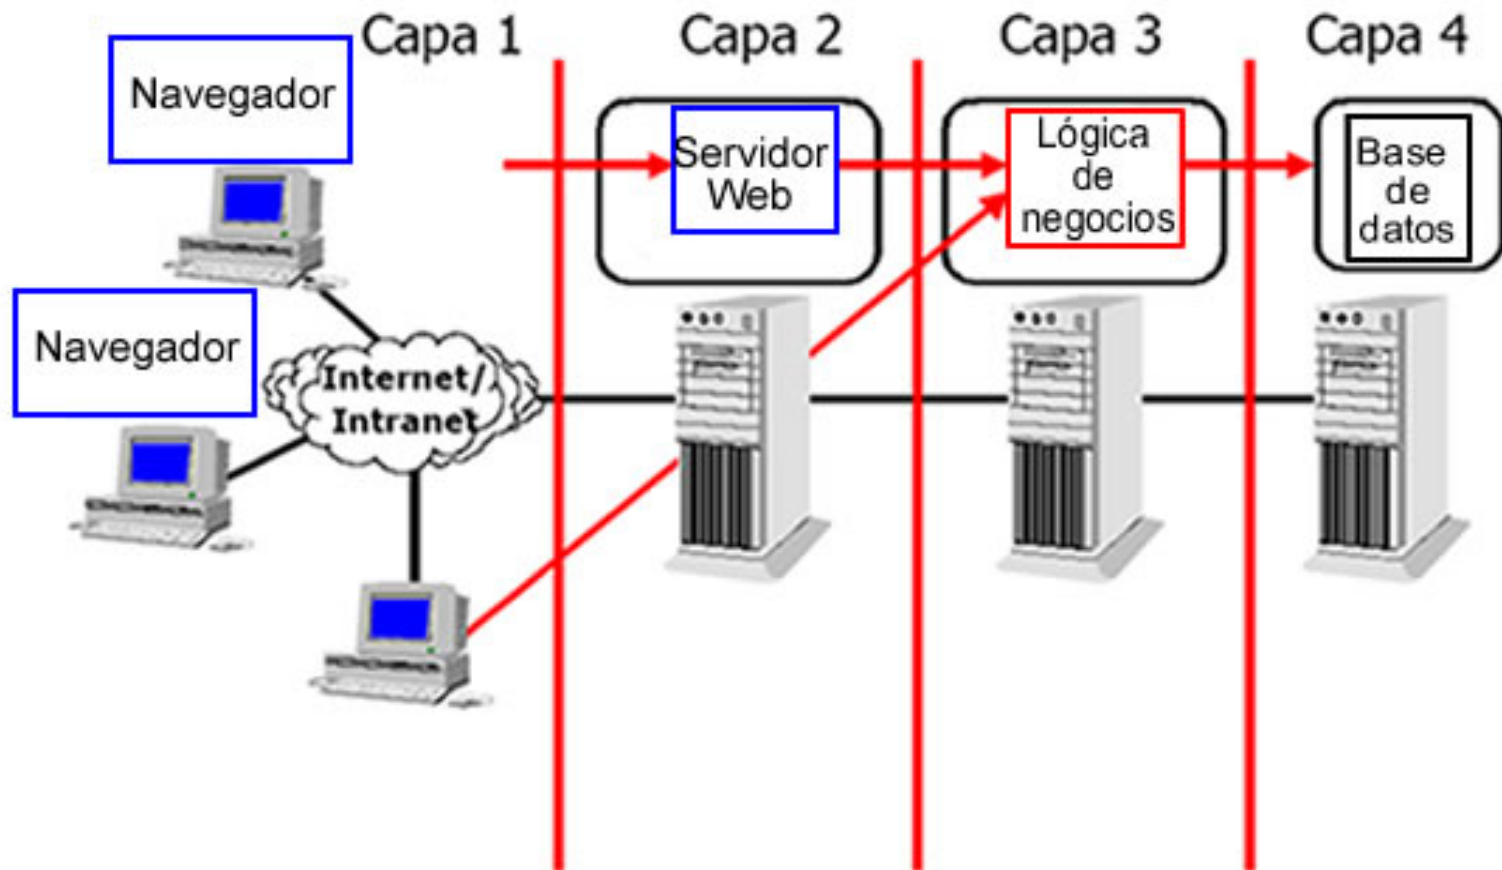 Capa 1
Capa 2
Capa 3
Capa 4
Navegador
Servidor
Web
Lógica
de
negocios
Base
de
datos
Navegador
Internet/
Intranet